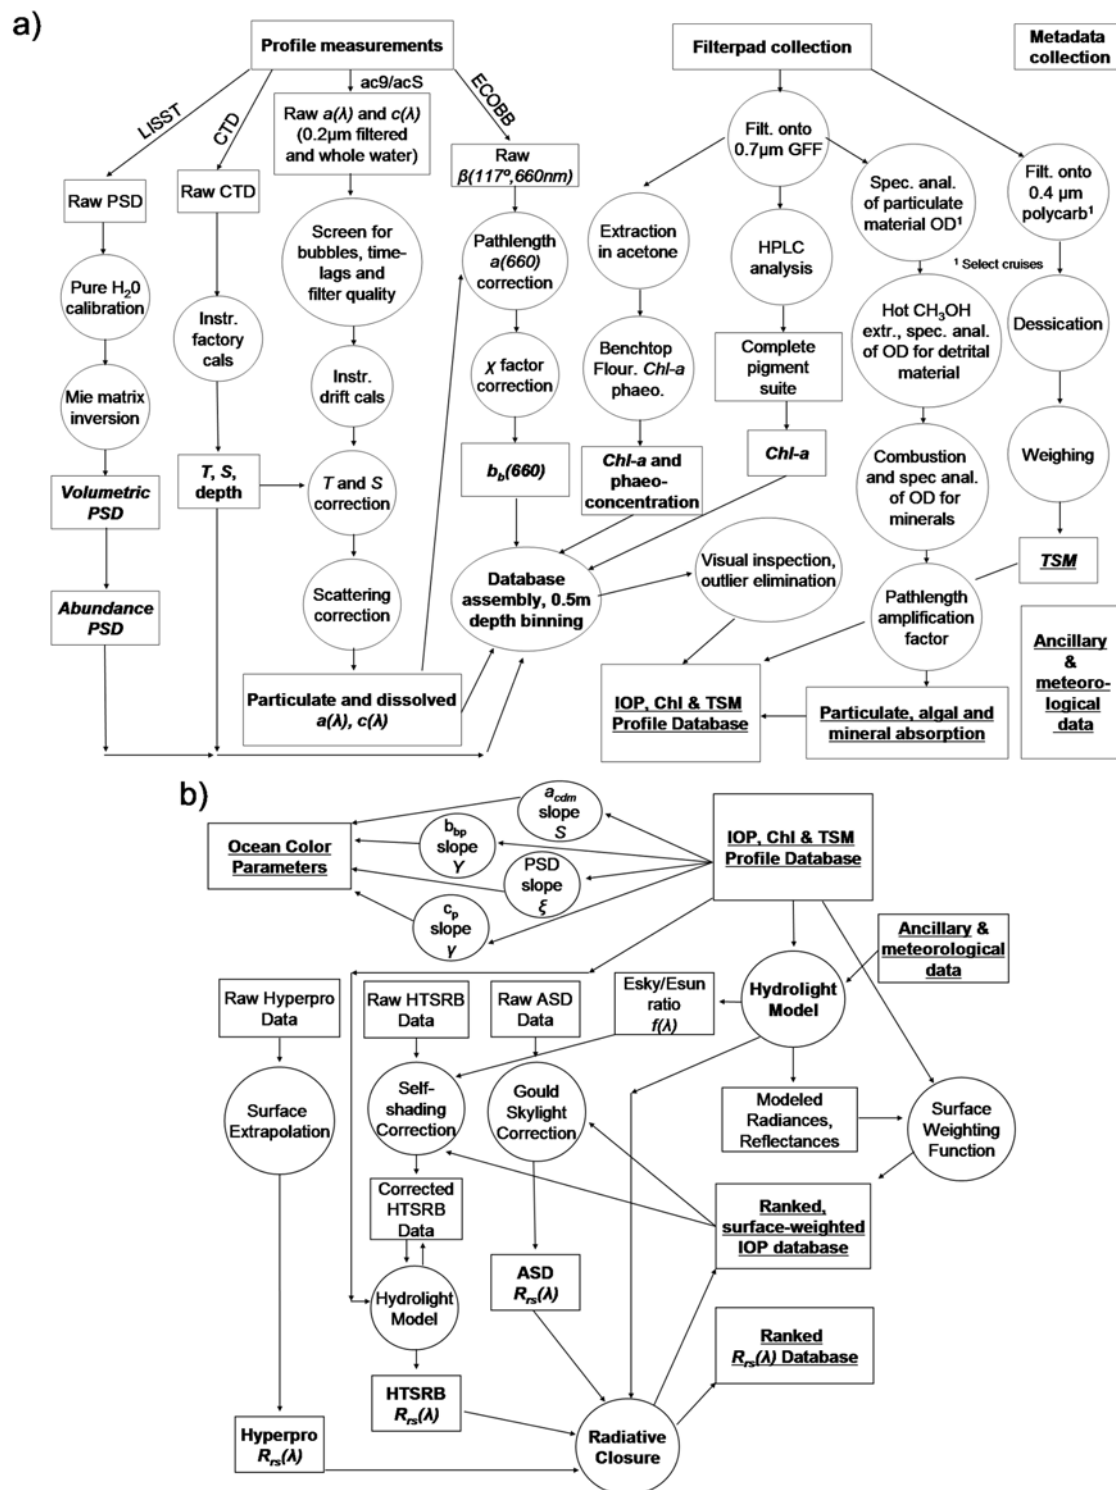 a)
Profile measurements
Filterpad collection
Metadata
collection
LISST
CTD
ac9/acS
ECOBB
Raw a(λ) and c(λ)
(0.2µm filtered
and whole water)
Raw
β(117º,660nm)
Raw PSD
Raw CTD
Filt. onto
0.7µm GFF
Spec. anal.
of particulate
material OD¹
Filt. onto
0.4 µm
polycarb¹
Screen for
bubbles, time-
lags and
filter quality
Pathlength
a(660)
correction
Extraction
in acetone
HPLC
analysis
¹ Select cruises
Pure H₂0
calibration
Instr.
factory
cals
Hot CH₃OH
extr., spec. anal.
of OD for detrital
material
Dessication
Mie matrix
inversion
Instr.
drift cals
χ factor
correction
Benchtop
Flour. Chl-a
phaeo.
Complete
pigment
suite
Volumetric
PSD
T, S,
depth
T and S
correction
b_b(660)
Chl-a and
phaeo-
concentration
Chl-a
Combustion
and spec anal.
of OD for
minerals
Weighing
TSM
Abundance
PSD
Scattering
correction
Database
assembly, 0.5m
depth binning
Visual inspection,
outlier elimination
Pathlength
amplification
factor
Particulate and dissolved
a(λ), c(λ)
IOP, Chl & TSM
Profile Database
Particulate, algal and
mineral absorption
Ancillary
&
meteoro-
logical
data
b)
Ocean Color
Parameters
a_cdm
slope
S
b_bp
slope
Y
PSD
slope
ξ
c_p
slope
γ
IOP, Chl & TSM
Profile Database
Ancillary &
meteorological
data
Raw Hyperpro
Data
Raw HTSRB
Data
Raw ASD
Data
Esky/Esun
ratio
f(λ)
Hydrolight
Model
Surface
Extrapolation
Self-
shading
Correction
Gould
Skylight
Correction
Modeled
Radiances,
Reflectances
Surface
Weighting
Function
Corrected
HTSRB
Data
Ranked,
surface-weighted
IOP database
Hydrolight
Model
ASD
R_rs(λ)
Ranked
R_rs(λ) Database
HTSRB
R_rs(λ)
Hyperpro
R_rs(λ)
Radiative
Closure